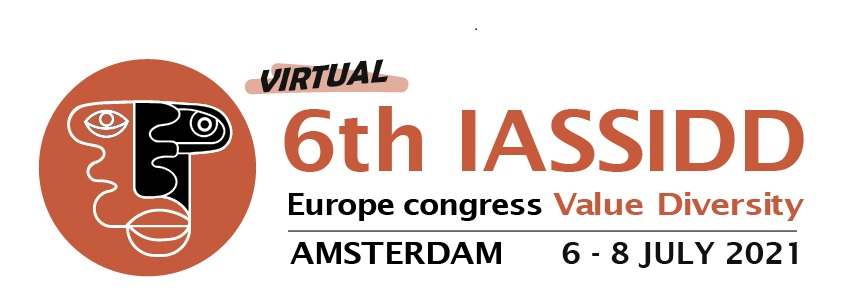 VIRTUAL
6th IASSIDD
Europe congress Value Diversity
AMSTERDAM 6 - 8 JULY 2021